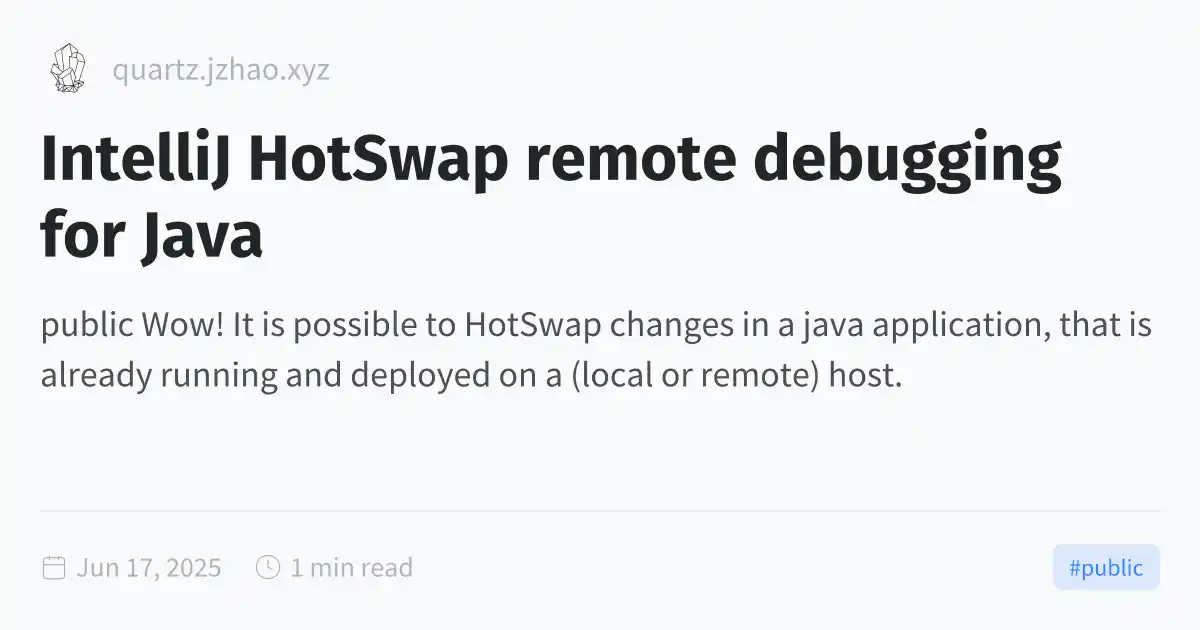 quartz.jzhao.xyz
IntelliJ HotSwap remote debugging
for Java
public Wow! It is possible to HotSwap changes in a java application, that is
already running and deployed on a (local or remote) host.
Jun 17, 2025 1 min read #public